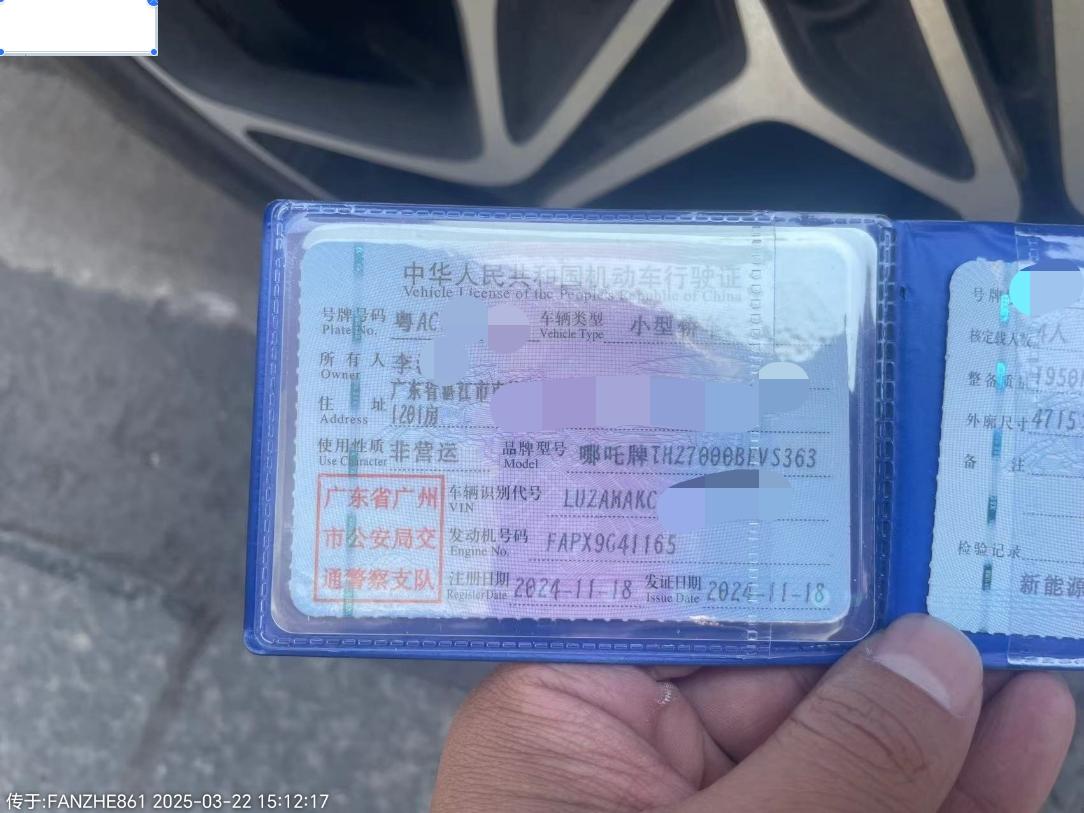 中华人民共和国机动车行驶证
Vehicle License of the People's Republic of China
号牌号码 粤AC 车辆类型 小型轿车
Plate No. Vehicle Type
所有人 李
Owner
广东省湛江市
住址 1201房
Address
使用性质 非营运 品牌型号 哪吒牌THZ7000BEVS363
Use Character Model
广东省广州
市公安局交
通警察支队
车辆识别代号 LUZAMAKC
VIN
发动机号码 FAPX9G41165
Engine No.
注册日期 2024-11-18 发证日期 2024-11-18
Register Date Issue Date
号牌
核定载人数 4人
整备质量 1950
外廓尺寸 4715
备注
检验记录
新能源
传于:FANZHE861 2025-03-22 15:12:17